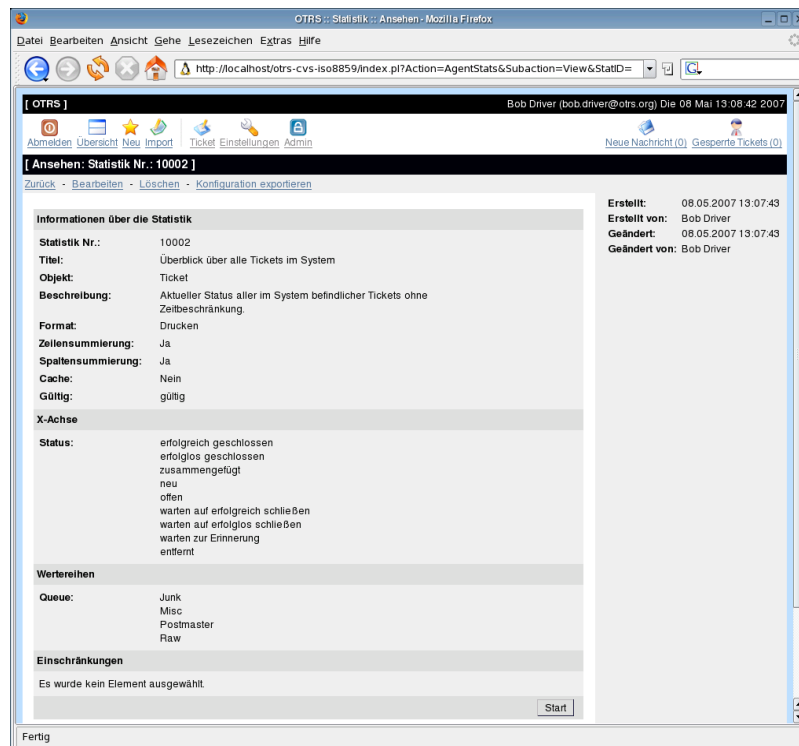 OTRS :: Statistik :: Ansehen - Mozilla Firefox
Datei Bearbeiten Ansicht Gehe Lesezeichen Extras Hilfe
http://localhost/otrs-cvs-iso8859/index.pl?Action=AgentStats&Subaction=View&StatID=
G
[ OTRS ] Bob Driver (bob.driver@otrs.org) Die 08 Mai 13:08:42 2007
Abmelden Übersicht Neu Import Ticket Einstellungen Admin Neue Nachricht (0) Gesperrte Tickets (0)
[ Ansehen: Statistik Nr.: 10002 ]
Zurück - Bearbeiten - Löschen - Konfiguration exportieren
Erstellt: 08.05.2007 13:07:43
Erstellt von: Bob Driver
Geändert: 08.05.2007 13:07:43
Geändert von: Bob Driver
Informationen über die Statistik
Statistik Nr.: 10002
Titel: Überblick über alle Tickets im System
Objekt: Ticket
Beschreibung: Aktueller Status aller im System befindlicher Tickets ohne
Zeitbeschränkung.
Format: Drucken
Zeilensummierung: Ja
Spaltensummierung: Ja
Cache: Nein
Gültig: gültig
X-Achse
Status: erfolgreich geschlossen
erfolglos geschlossen
zusammengefügt
neu
offen
warten auf erfolgreich schließen
warten auf erfolglos schließen
warten zur Erinnerung
entfernt
Wertereihen
Queue: Junk
Misc
Postmaster
Raw
Einschränkungen
Es wurde kein Element ausgewählt.
Start
Fertig